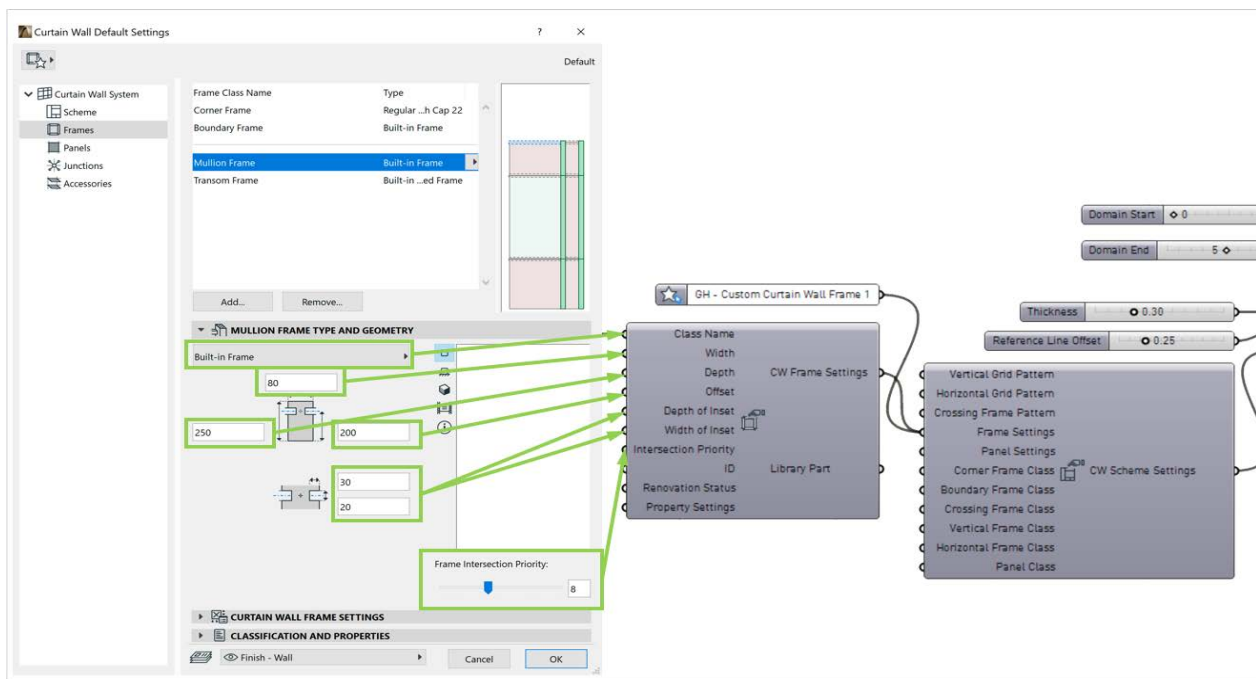 Curtain Wall Default Settings
?
Default
Curtain Wall System
Scheme
Frames
Panels
Junctions
Accessories
Frame Class Name Type
Corner Frame Regular ...h Cap 22
Boundary Frame Built-in Frame
Mullion Frame Built-in Frame
Transom Frame Built-in ...ed Frame
Add... Remove...
MULLION FRAME TYPE AND GEOMETRY
Built-in Frame
80
250 200
30
20
Frame Intersection Priority:
8
CURTAIN WALL FRAME SETTINGS
CLASSIFICATION AND PROPERTIES
Finish - Wall
Cancel OK
GH - Custom Curtain Wall Frame 1
Class Name
Width
Depth CW Frame Settings
Offset
Depth of Inset
Width of Inset
Intersection Priority
ID Library Part
Renovation Status
Property Settings
Domain Start 0
Domain End 5
Thickness 0.30
Reference Line Offset 0.25
Vertical Grid Pattern
Horizontal Grid Pattern
Crossing Frame Pattern
Frame Settings
Panel Settings
Corner Frame Class CW Scheme Settings
Boundary Frame Class
Crossing Frame Class
Vertical Frame Class
Horizontal Frame Class
Panel Class